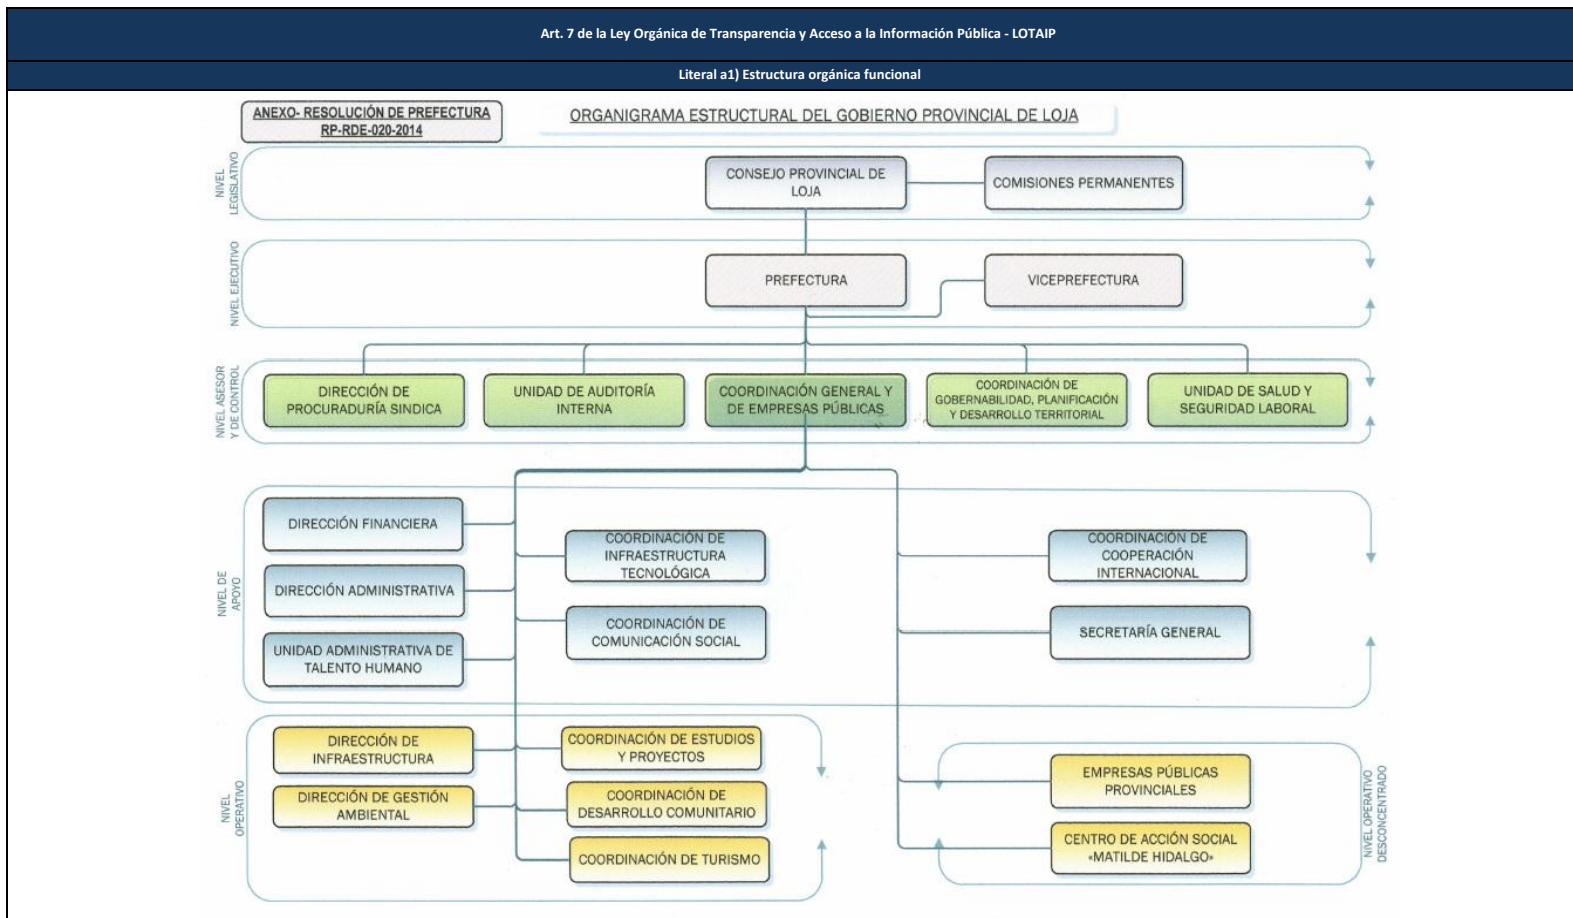 Art. 7 de la Ley Orgánica de Transparencia y Acceso a la Información Pública - LOTAIP
Literal a1) Estructura orgánica funcional
ANEXO- RESOLUCIÓN DE PREFECTURA
RP-RDE-020-2014
ORGANIGRAMA ESTRUCTURAL DEL GOBIERNO PROVINCIAL DE LOJA
NIVEL
LEGISLATIVO
CONSEJO PROVINCIAL DE
LOJA
COMISIONES PERMANENTES
NIVEL EJECUTIVO
PREFECTURA
VICEPREFECTURA
NIVEL ASESOR
Y DE CONTROL
DIRECCIÓN DE
PROCURADURÍA SINDICA
UNIDAD DE AUDITORÍA
INTERNA
COORDINACIÓN GENERAL Y
DE EMPRESAS PÚBLICAS
COORDINACIÓN DE
GOBERNABILIDAD, PLANIFICACIÓN
Y DESARROLLO TERRITORIAL
UNIDAD DE SALUD Y
SEGURIDAD LABORAL
NIVEL DE
APOYO
DIRECCIÓN FINANCIERA
DIRECCIÓN ADMINISTRATIVA
UNIDAD ADMINISTRATIVA DE
TALENTO HUMANO
COORDINACIÓN DE
INFRAESTRUCTURA
TECNOLÓGICA
COORDINACIÓN DE
COMUNICACIÓN SOCIAL
COORDINACIÓN DE
COOPERACIÓN
INTERNACIONAL
SECRETARÍA GENERAL
NIVEL
OPERATIVO
DIRECCIÓN DE
INFRAESTRUCTURA
DIRECCIÓN DE GESTIÓN
AMBIENTAL
COORDINACIÓN DE ESTUDIOS
Y PROYECTOS
COORDINACIÓN DE
DESARROLLO COMUNITARIO
COORDINACIÓN DE TURISMO
EMPRESAS PÚBLICAS
PROVINCIALES
CENTRO DE ACCIÓN SOCIAL
«MATILDE HIDALGO»
NIVEL OPERATIVO
DESCONCENTRADO